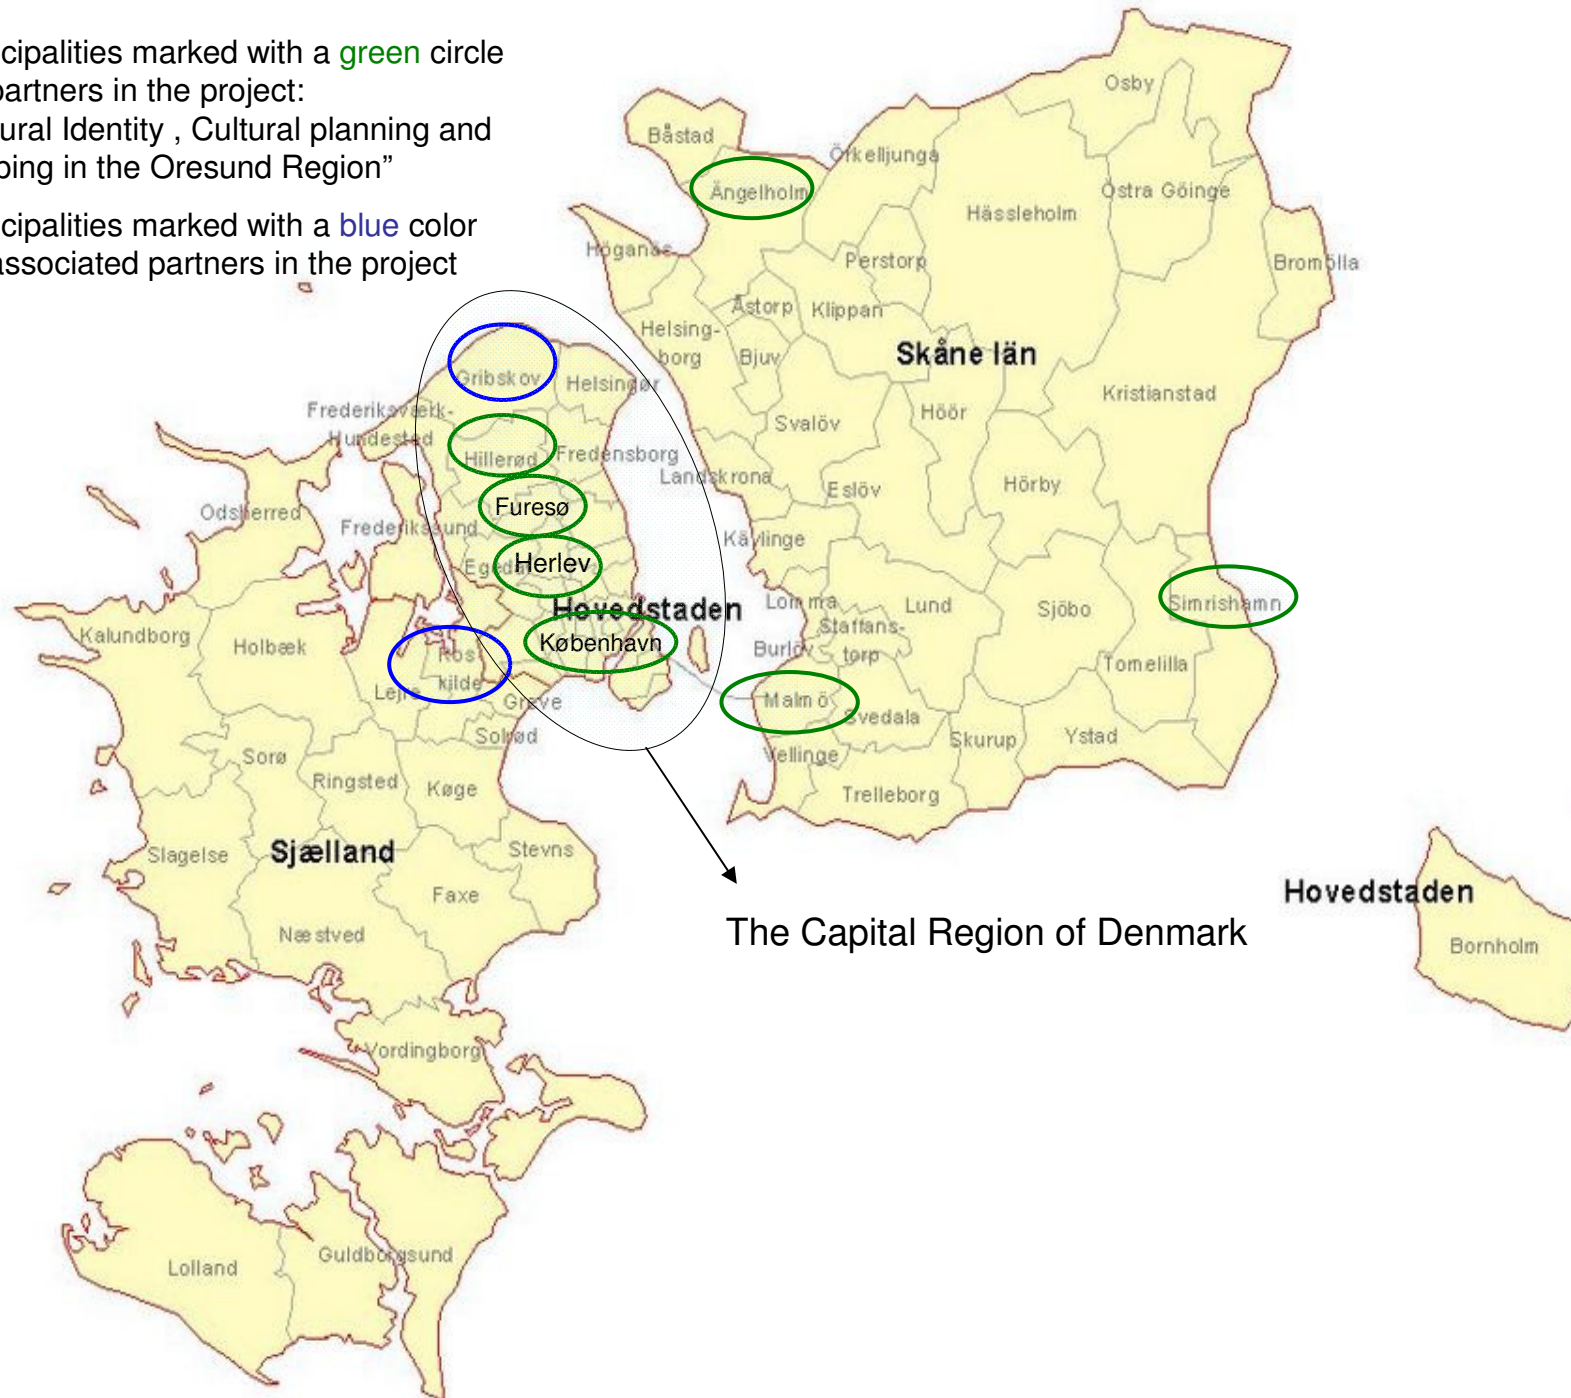 cipalities marked with a green circle
partners in the project:
ural Identity , Cultural planning and
ping in the Oresund Region”
cipalities marked with a blue color
associated partners in the project
Osby
Båstad
Örkelljunga
Ängelholm
Östra Göinge
Hässleholm
Höganäs
Perstorp
Bromölla
Åstorp
Klippan
Helsing-
borg
Bjuv
Skåne län
Gribskov
Helsingør
Kristianstad
Frederiksværk-
Hundested
Svalöv
Höör
Hillerød
Fredensborg
Landskrona
Eslöv
Hörby
Furesø
Odsherred
Frederikssund
Kävlinge
Egedal
Herlev
Hovedstaden
Lomma
Lund
Sjöbo
Simrishamn
Staffans-
torp
Kalundborg
Holbæk
København
Burlöv
Ros
kilde
Tomelilla
Lejre
Greve
Malmö
Svedala
Solrød
Skurup
Ystad
Sorø
Vellinge
Ringsted
Køge
Trelleborg
Slagelse
Sjælland
Stevns
Faxe
Hovedstaden
The Capital Region of Denmark
Næstved
Bornholm
Vordingborg
Lolland
Guldborgsund